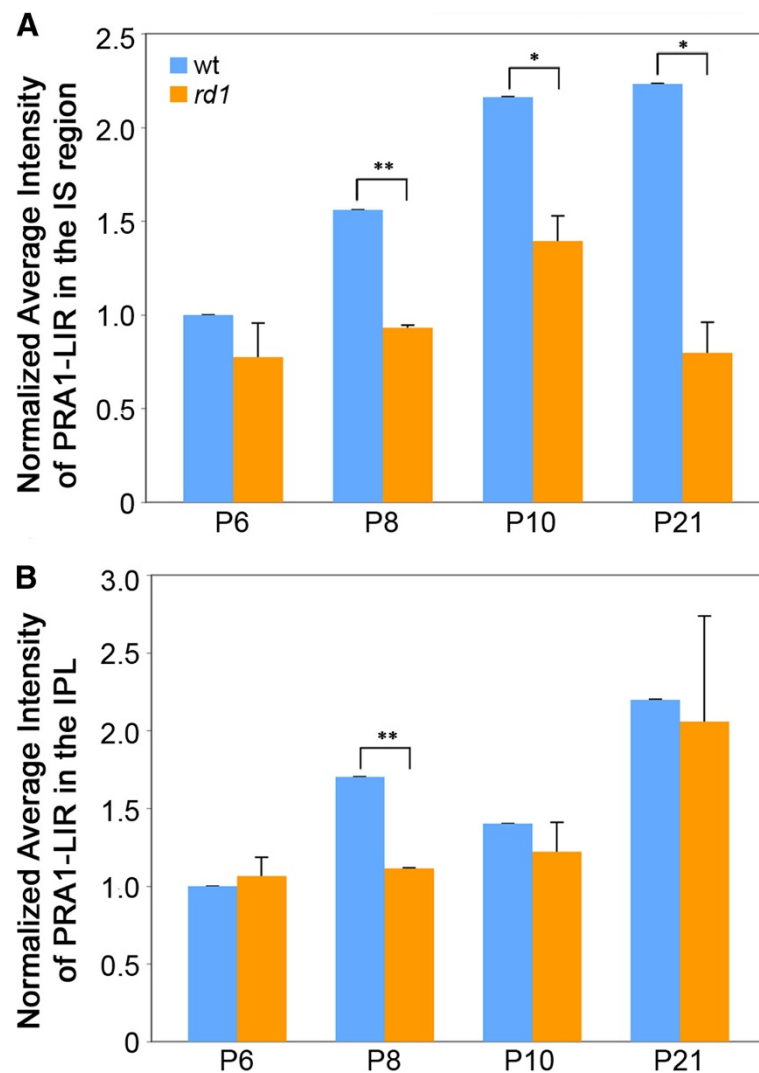 A
Normalized Average Intensity
of PRA1-LIR in the IS region
2.5
2.0
1.5
1.0
0.5
0
wt
rd1
**
*
*
P6
P8
P10
P21
B
Normalized Average Intensity
of PRA1-LIR in the IPL
3.0
2.5
2.0
1.5
1.0
0.5
0
**
P6
P8
P10
P21